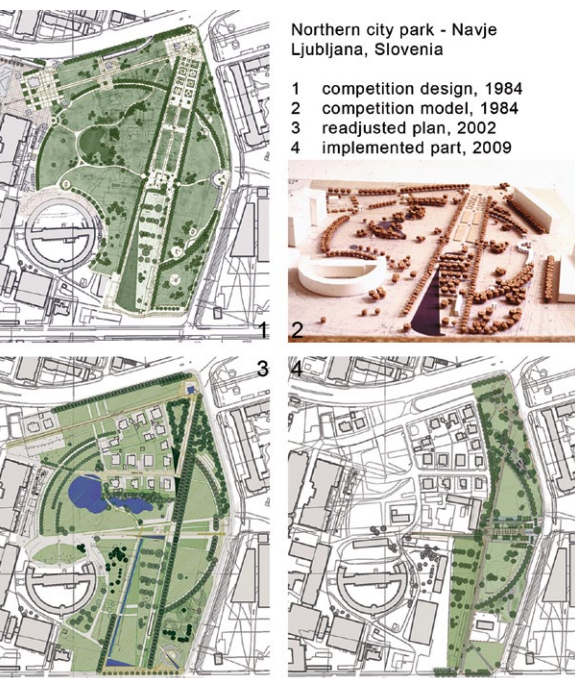 Northern city park - Navje
Ljubljana, Slovenia
1 competition design, 1984
2 competition model, 1984
3 readjusted plan, 2002
4 implemented part, 2009
1
2
3
4